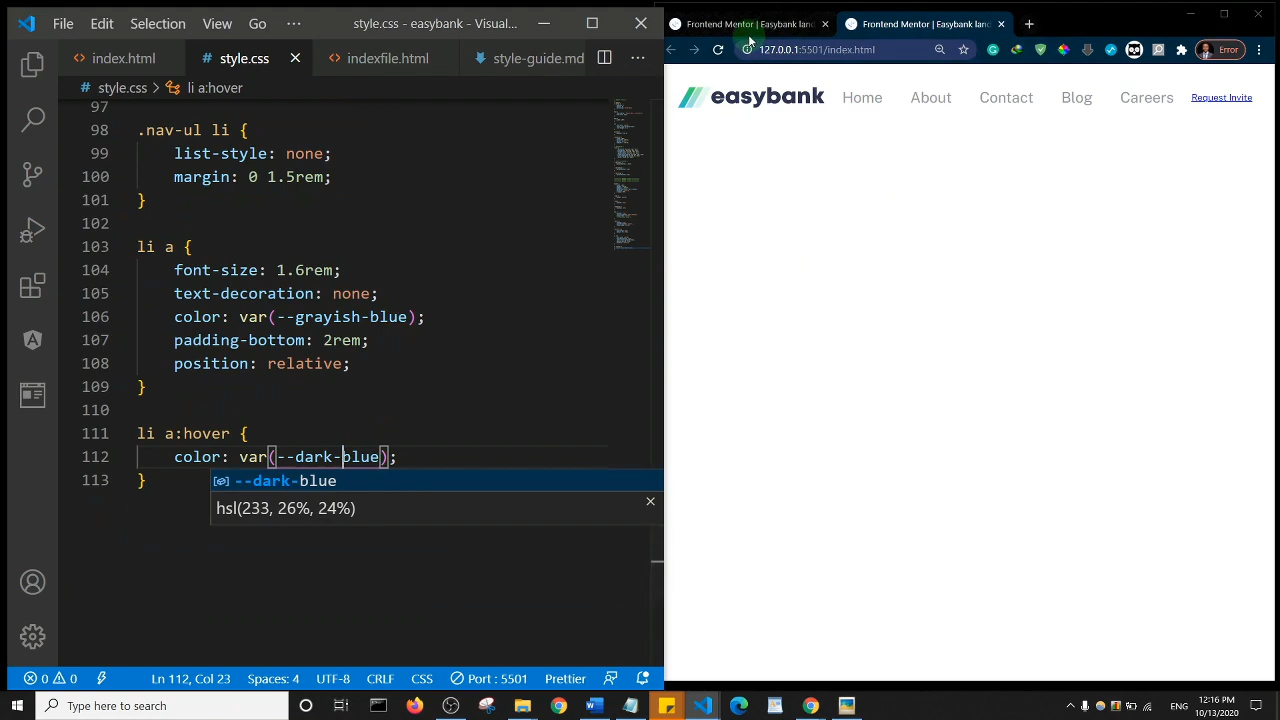 File Edit Selection View Go ··· style.css - easybank - Visual...
index.html style.css indexfile.html style-guide.md ···
style.css li a:hover
97
98 .nav-ul li {
99 list-style: none;
100 margin: 0 1.5rem;
101 }
102
103 li a {
104 font-size: 1.6rem;
105 text-decoration: none;
106 color: var(--grayish-blue);
107 padding-bottom: 2rem;
108 position: relative;
109 }
110
111 li a:hover {
112 color: var(--dark-blue);
--dark-blue
113 }
hsl(233, 26%, 24%)
0 0 Ln 112, Col 23 Spaces: 4 UTF-8 CRLF CSS Port : 5501 Prettier
Frontend Mentor | Easybank land Frontend Mentor | Easybank land
127.0.0.1:5501/index.html Error
easybank Home About Contact Blog Careers Request Invite
Type here to search ENG 12:16 PM
10/13/2020